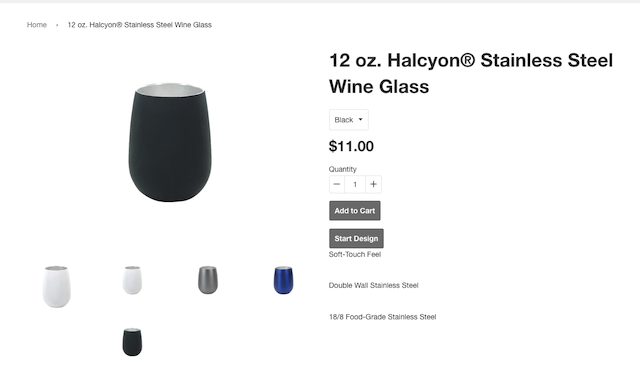 Home › 12 oz. Halcyon® Stainless Steel Wine Glass
12 oz. Halcyon® Stainless Steel
Wine Glass
Black
$11.00
Quantity
− 1 +
Add to Cart
Start Design
Soft-Touch Feel
Double Wall Stainless Steel
18/8 Food-Grade Stainless Steel